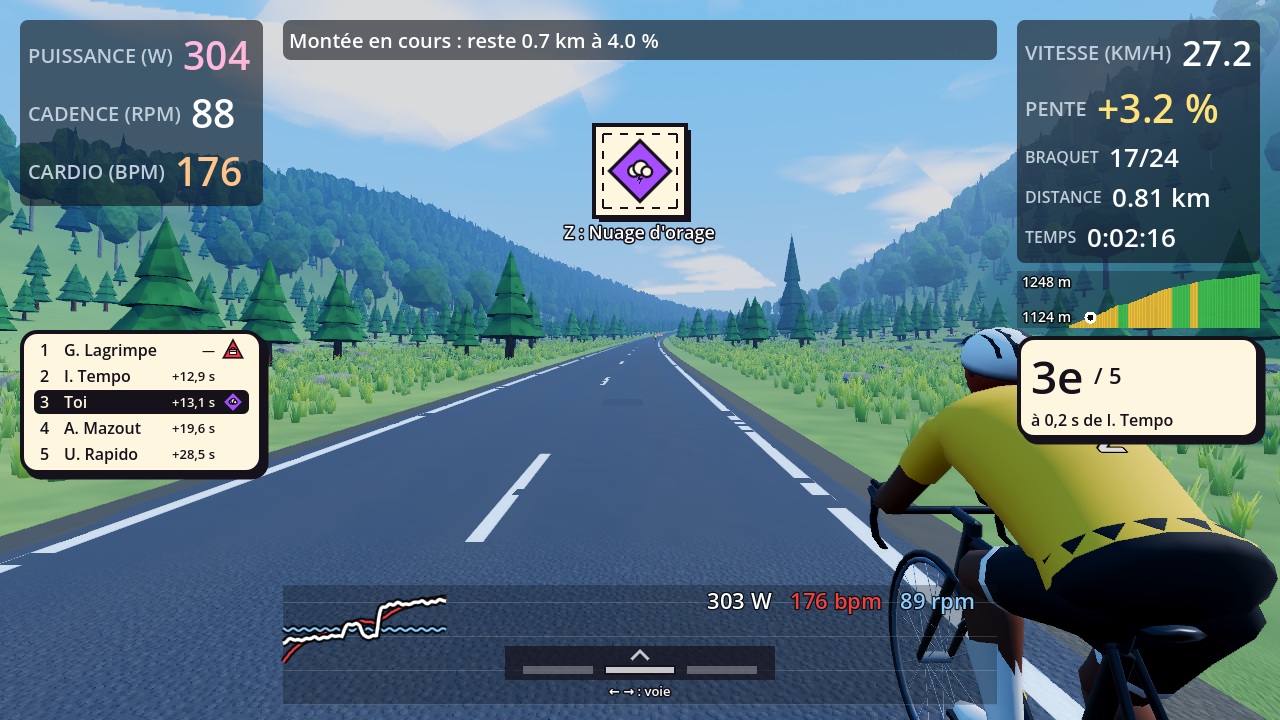 PUISSANCE (W) 304
CADENCE (RPM) 88
CARDIO (BPM) 176
Montée en cours : reste 0.7 km à 4.0 %
Z : Nuage d'orage
VITESSE (KM/H) 27.2
PENTE +3.2 %
BRAQUET 17/24
DISTANCE 0.81 km
TEMPS 0:02:16
1248 m
1124 m
1 G. Lagrimpe —
2 I. Tempo +12,9 s
3 Toi +13,1 s
4 A. Mazout +19,6 s
5 U. Rapido +28,5 s
3e / 5
à 0,2 s de I. Tempo
303 W 176 bpm 89 rpm
←→ : voie